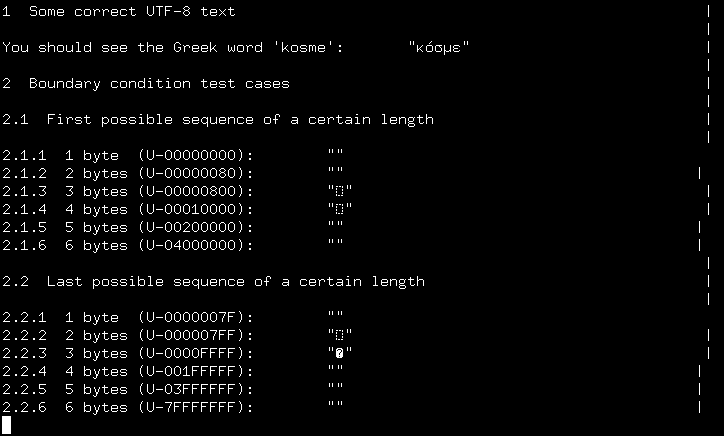 1  Some correct UTF-8 text                                                    |
                                                                              |
You should see the Greek word 'kosme':       "κόσμε"                          |
                                                                              |
2  Boundary condition test cases                                              |
                                                                              |
2.1  First possible sequence of a certain length                              |
                                                                              |
2.1.1  1 byte  (U-00000000):        ""
2.1.2  2 bytes (U-00000080):        ""                                       |
2.1.3  3 bytes (U-00000800):        "▯"                                       |
2.1.4  4 bytes (U-00010000):        "▯"                                       |
2.1.5  5 bytes (U-00200000):        ""                                       |
2.1.6  6 bytes (U-04000000):        ""                                       |
                                                                              |
2.2  Last possible sequence of a certain length                               |
                                                                              |
2.2.1  1 byte  (U-0000007F):        ""
2.2.2  2 bytes (U-000007FF):        "▯"                                       |
2.2.3  3 bytes (U-0000FFFF):        "�"                                       |
2.2.4  4 bytes (U-001FFFFF):        ""                                       |
2.2.5  5 bytes (U-03FFFFFF):        ""                                       |
2.2.6  6 bytes (U-7FFFFFFF):        ""                                       |